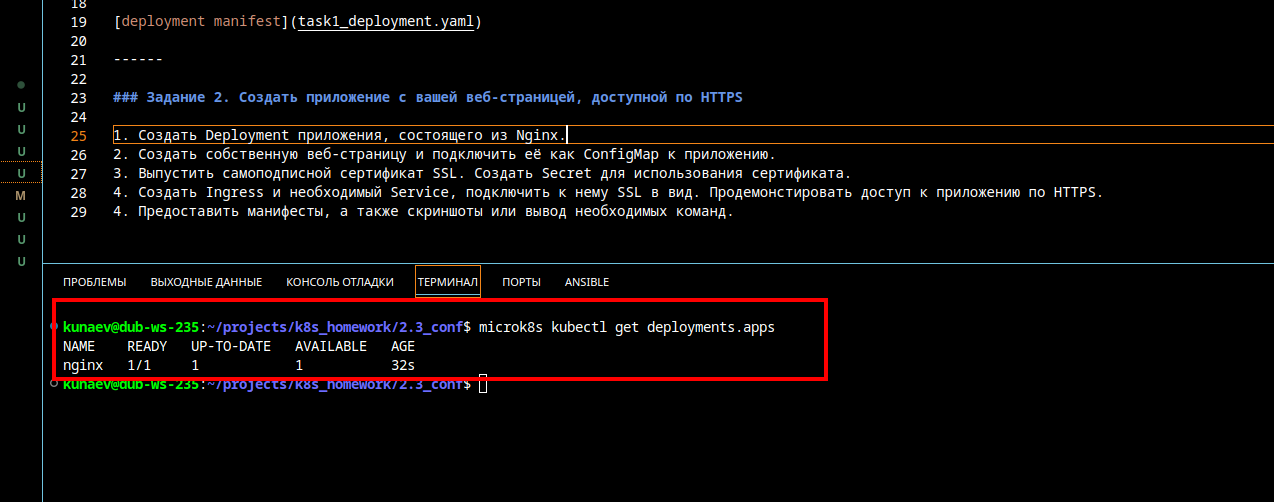 18
19 [deployment manifest](task1_deployment.yaml)
20
21 ------
22
23 ### Задание 2. Создать приложение с вашей веб-страницей, доступной по HTTPS
24
25 1. Создать Deployment приложения, состоящего из Nginx.
26 2. Создать собственную веб-страницу и подключить её как ConfigMap к приложению.
27 3. Выпустить самоподписной сертификат SSL. Создать Secret для использования сертификата.
28 4. Создать Ingress и необходимый Service, подключить к нему SSL в вид. Продемонстировать доступ к приложению по HTTPS.
29 4. Предоставить манифесты, а также скриншоты или вывод необходимых команд.
U
U
U
U
M
U
U
U
ПРОБЛЕМЫ ВЫХОДНЫЕ ДАННЫЕ КОНСОЛЬ ОТЛАДКИ ТЕРМИНАЛ ПОРТЫ ANSIBLE
kunaev@dub-ws-235:~/projects/k8s_homework/2.3_conf$ microk8s kubectl get deployments.apps
NAME READY UP-TO-DATE AVAILABLE AGE
nginx 1/1 1 1 32s
kunaev@dub-ws-235:~/projects/k8s_homework/2.3_conf$